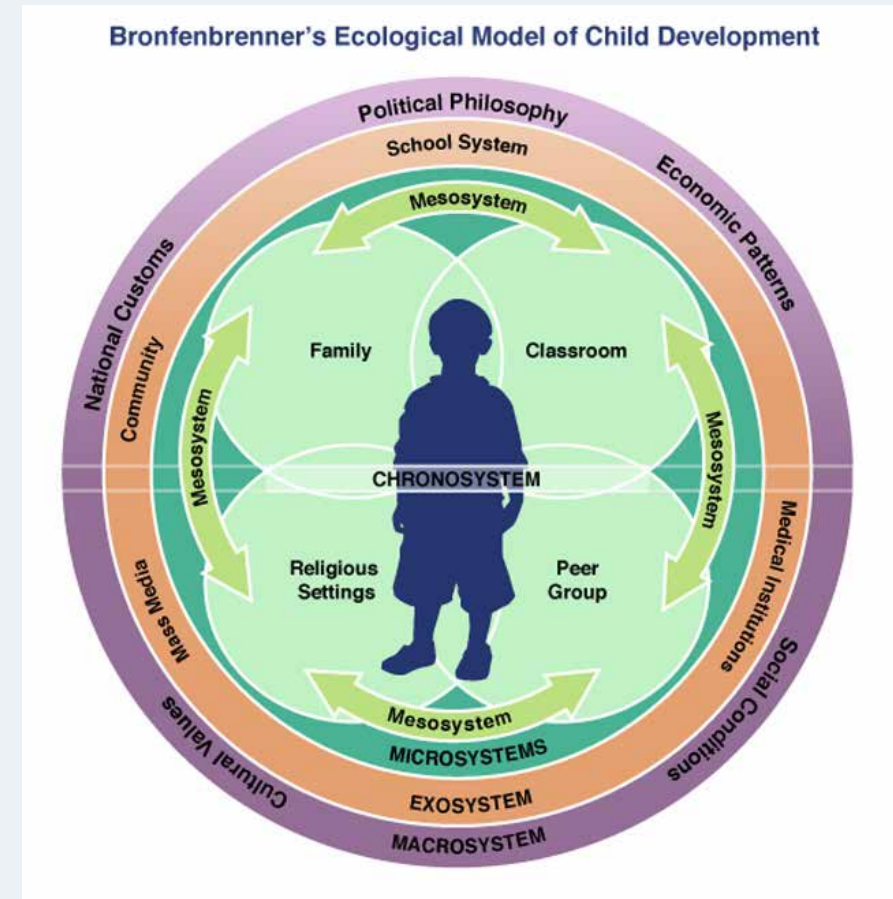 Bronfenbrenner's Ecological Model of Child Development
Political Philosophy
School System
Economic Patterns
Mesosystem
National Customs
Community
Family
Classroom
Mesosystem
Mesosystem
CHRONOSYSTEM
Medical Institutions
Religious
Settings
Peer
Group
Mass Media
Social Conditions
Cultural Values
Mesosystem
MICROSYSTEMS
EXOSYSTEM
MACROSYSTEM